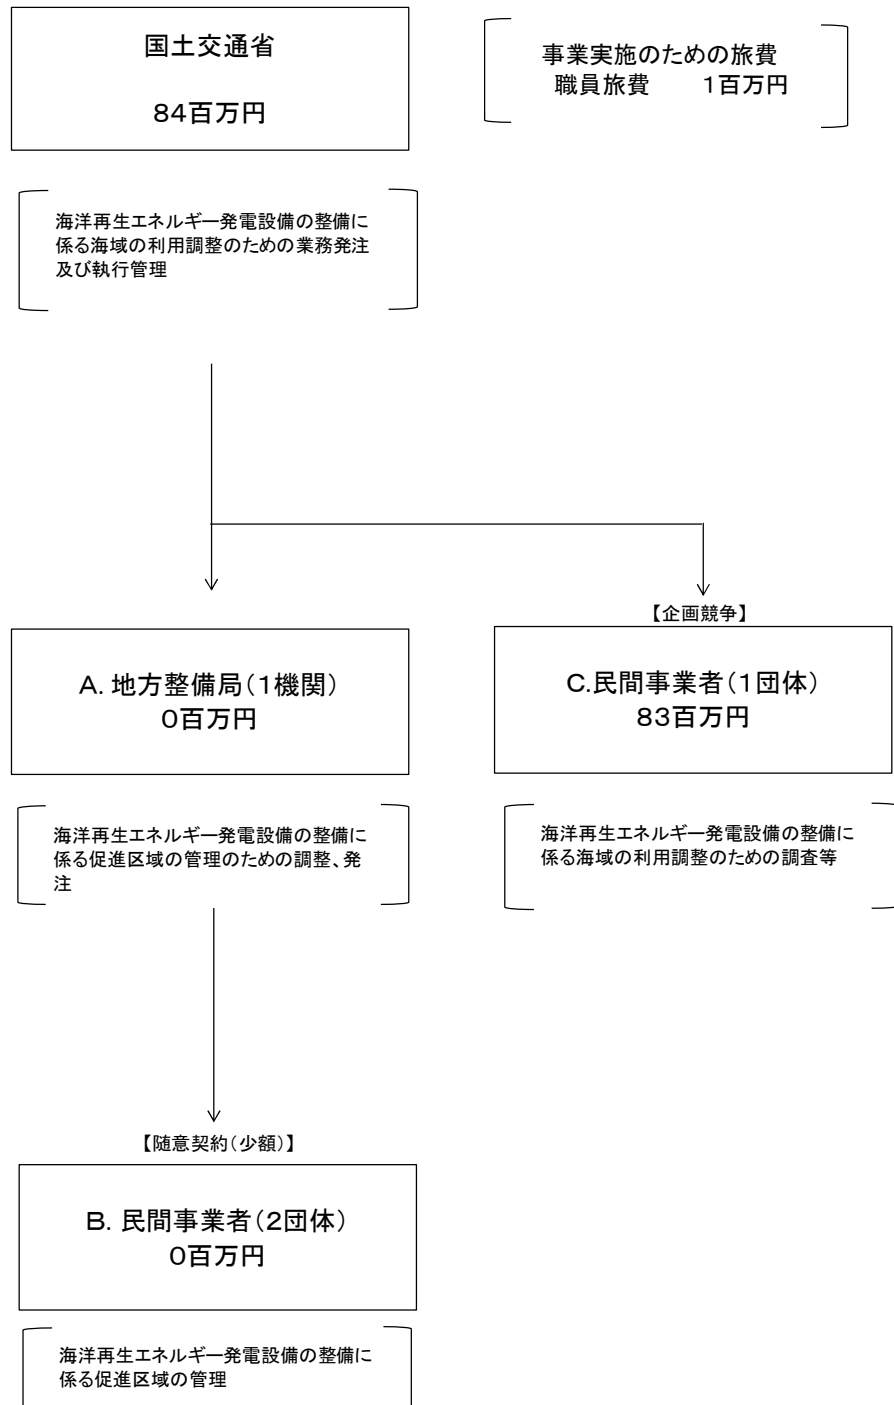 国土交通省
84百万円
事業実施のための旅費
職員旅費　　1百万円
海洋再生エネルギー発電設備の整備に
係る海域の利用調整のための業務発注
及び執行管理
【企画競争】
A. 地方整備局(1機関)
0百万円
C.民間事業者(1団体)
83百万円
海洋再生エネルギー発電設備の整備に
係る促進区域の管理のための調整、発
注
海洋再生エネルギー発電設備の整備に
係る海域の利用調整のための調査等
【随意契約(少額)】
B. 民間事業者(2団体)
0百万円
海洋再生エネルギー発電設備の整備に
係る促進区域の管理